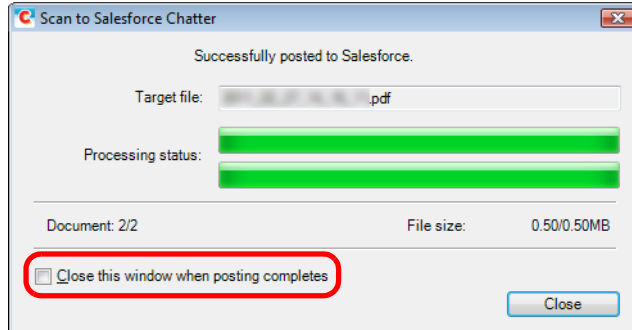 Scan to Salesforce Chatter
Successfully posted to Salesforce.
Target file: .pdf
Processing status:
Document: 2/2 File size: 0.50/0.50MB
Close this window when posting completes
Close